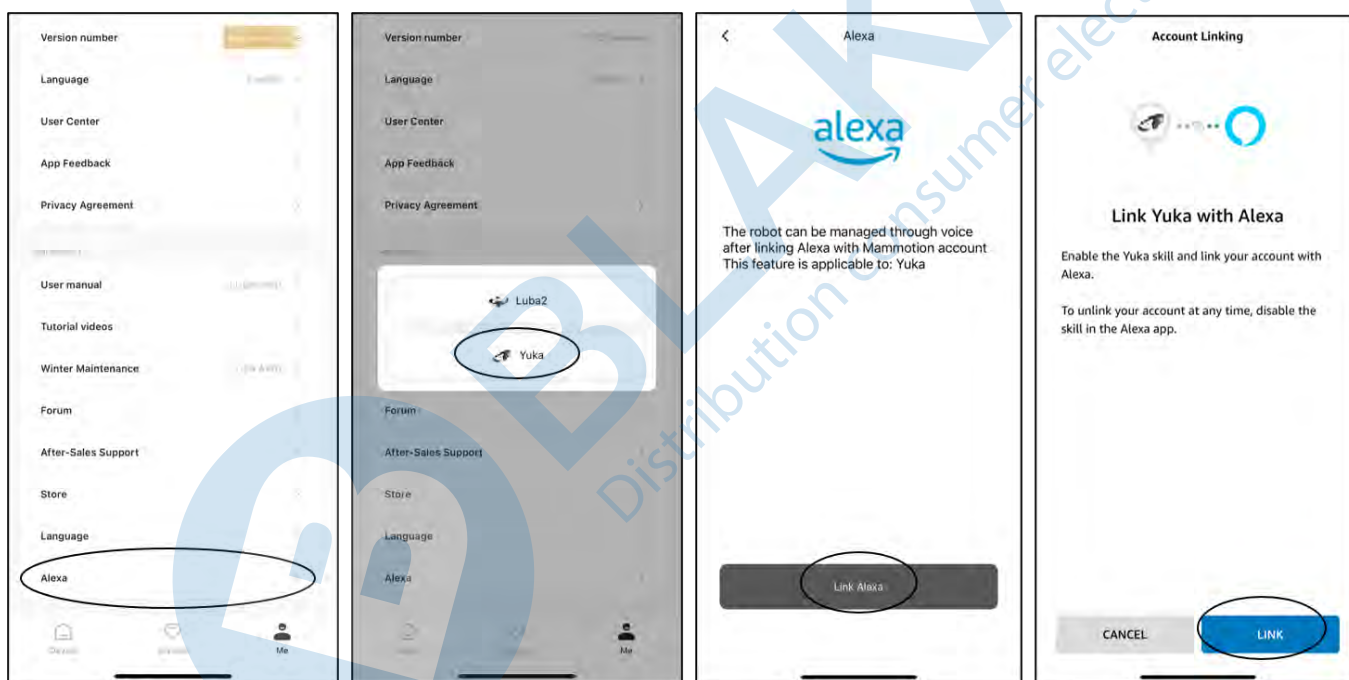 Version number
Language
User Center
App Feedback
Privacy Agreement
User manual
Tutorial videos
Winter Maintenance
Forum
After-Sales Support
Store
Language
Alexa
Me
Version number
Language
User Center
App Feedback
Privacy Agreement
Luba2
Yuka
Forum
After-Sales Support
Store
Language
Alexa
Me
Alexa
alexa
The robot can be managed through voice
after linking Alexa with Mammotion account
This feature is applicable to: Yuka
Link Alexa
Account Linking
Link Yuka with Alexa
Enable the Yuka skill and link your account with
Alexa.
To unlink your account at any time, disable the
skill in the Alexa app.
CANCEL
LINK
Distribution consumer